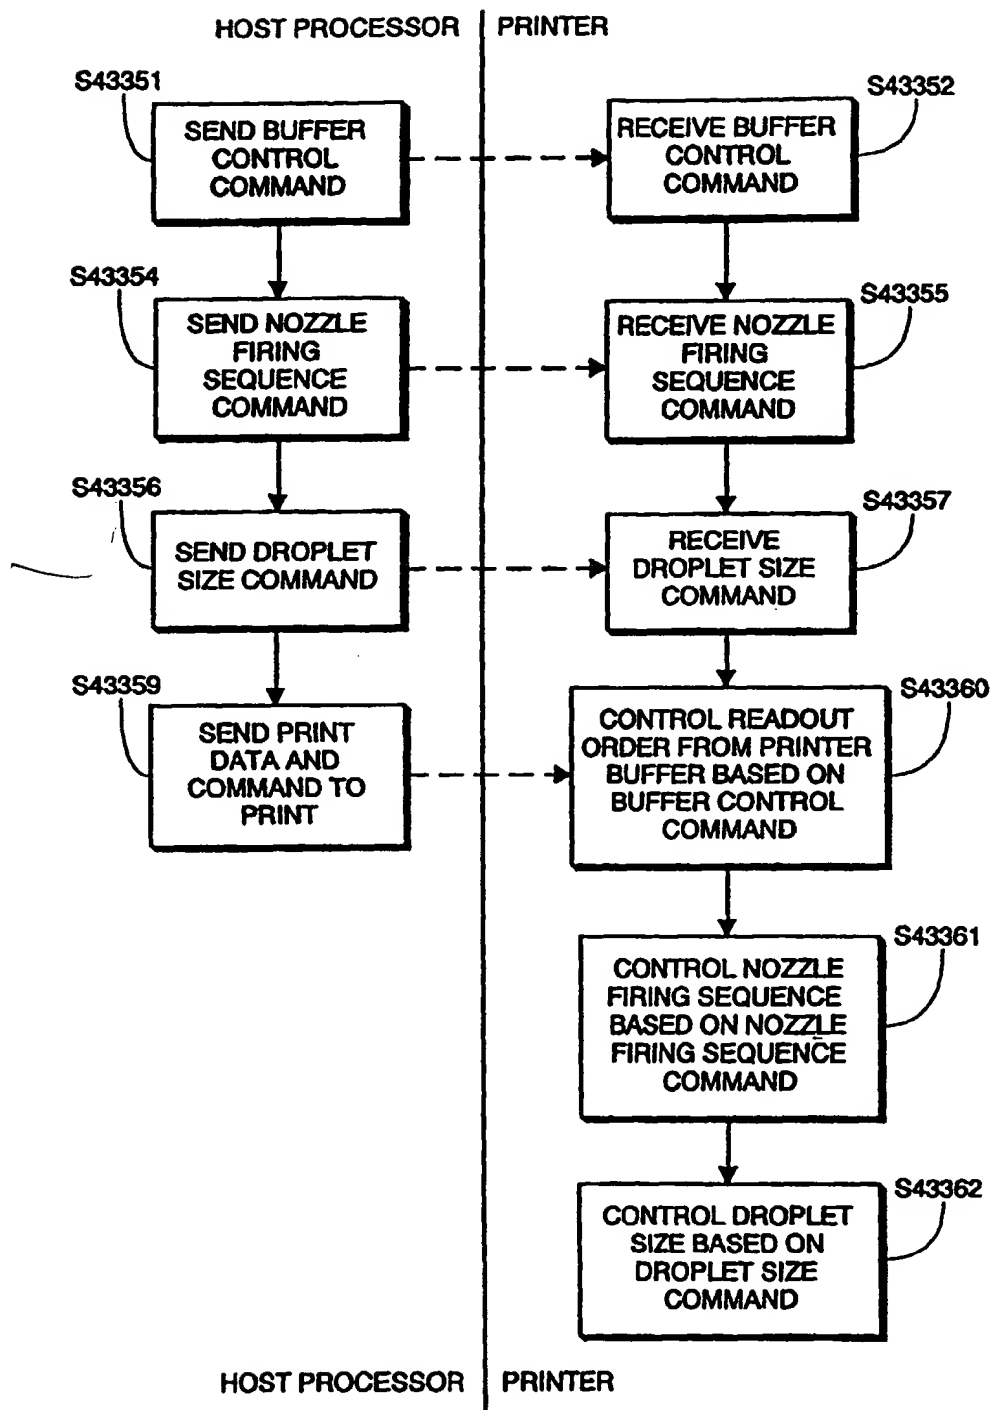 HOST PROCESSOR
PRINTER
S43351
SEND BUFFER
CONTROL
COMMAND
S43352
RECEIVE BUFFER
CONTROL
COMMAND
S43354
SEND NOZZLE
FIRING
SEQUENCE
COMMAND
S43355
RECEIVE NOZZLE
FIRING
SEQUENCE
COMMAND
S43356
SEND DROPLET
SIZE COMMAND
S43357
RECEIVE
DROPLET SIZE
COMMAND
S43359
SEND PRINT
DATA AND
COMMAND TO
PRINT
S43360
CONTROL READOUT
ORDER FROM PRINTER
BUFFER BASED ON
BUFFER CONTROL
COMMAND
S43361
CONTROL NOZZLE
FIRING SEQUENCE
BASED ON NOZZLE
FIRING SEQUENCE
COMMAND
S43362
CONTROL DROPLET
SIZE BASED ON
DROPLET SIZE
COMMAND
HOST PROCESSOR
PRINTER